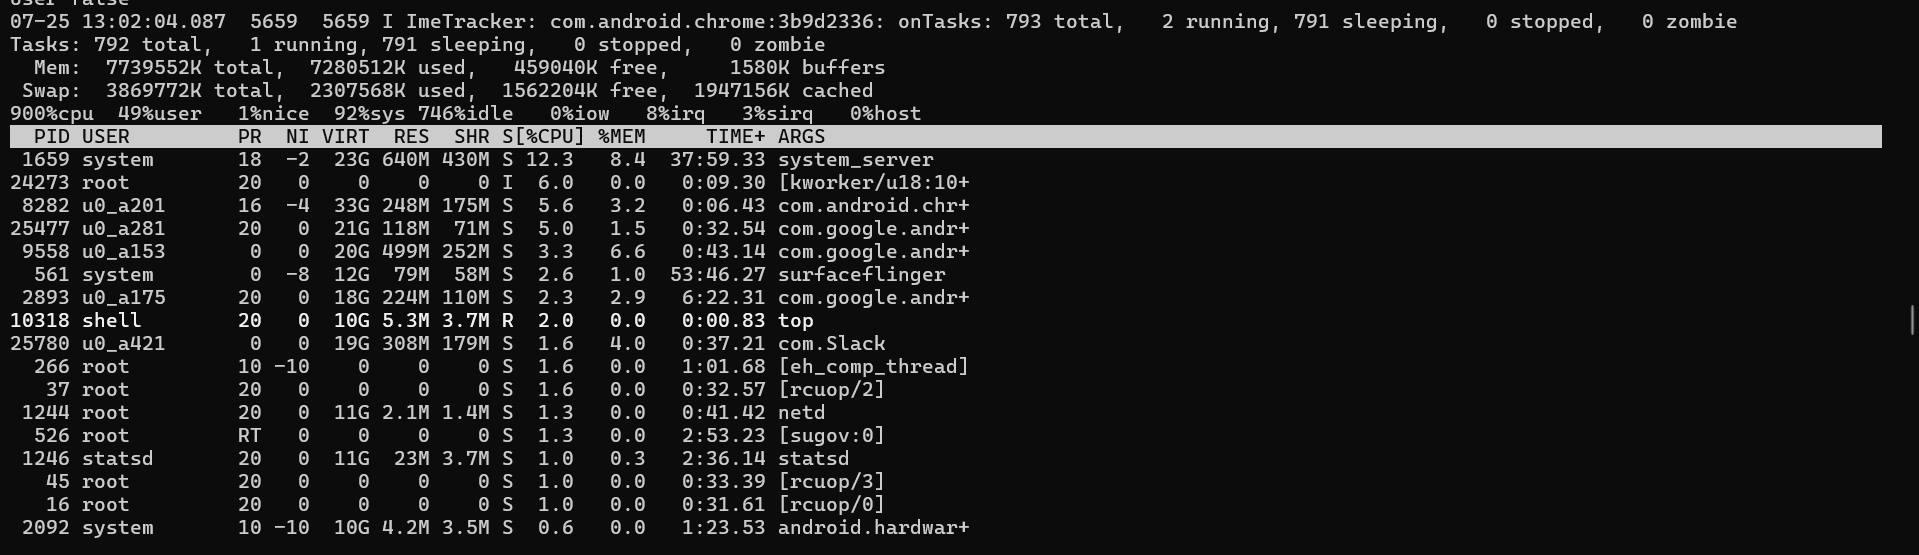 User false
07-25 13:02:04.087  5659  5659 I ImeTracker: com.android.chrome:3b9d2336: onTasks: 793 total,   2 running, 791 sleeping,   0 stopped,   0 zombie
Tasks: 792 total,   1 running, 791 sleeping,   0 stopped,   0 zombie
  Mem:  7739552K total,  7280512K used,   459040K free,     1580K buffers
 Swap:  3869772K total,  2307568K used,  1562204K free,  1947156K cached
900%cpu  49%user   1%nice  92%sys 746%idle   0%iow   8%irq   3%sirq   0%host
  PID USER         PR  NI VIRT  RES  SHR S[%CPU] %MEM     TIME+ ARGS
 1659 system       18  -2  23G 640M 430M S 12.3   8.4  37:59.33 system_server
24273 root         20   0    0    0    0 I  6.0   0.0   0:09.30 [kworker/u18:10+
 8282 u0_a201      16  -4  33G 248M 175M S  5.6   3.2   0:06.43 com.android.chr+
25477 u0_a281      20   0  21G 118M  71M S  5.0   1.5   0:32.54 com.google.andr+
 9558 u0_a153       0   0  20G 499M 252M S  3.3   6.6   0:43.14 com.google.andr+
  561 system        0  -8  12G  79M  58M S  2.6   1.0  53:46.27 surfaceflinger
 2893 u0_a175      20   0  18G 224M 110M S  2.3   2.9   6:22.31 com.google.andr+
10318 shell        20   0  10G 5.3M 3.7M R  2.0   0.0   0:00.83 top
25780 u0_a421       0   0  19G 308M 179M S  1.6   4.0   0:37.21 com.Slack
  266 root         10 -10    0    0    0 S  1.6   0.0   1:01.68 [eh_comp_thread]
   37 root         20   0    0    0    0 S  1.6   0.0   0:32.57 [rcuop/2]
 1244 root         20   0  11G 2.1M 1.4M S  1.3   0.0   0:41.42 netd
  526 root         RT   0    0    0    0 S  1.3   0.0   2:53.23 [sugov:0]
 1246 statsd       20   0  11G  23M 3.7M S  1.0   0.3   2:36.14 statsd
   45 root         20   0    0    0    0 S  1.0   0.0   0:33.39 [rcuop/3]
   16 root         20   0    0    0    0 S  1.0   0.0   0:31.61 [rcuop/0]
 2092 system       10 -10  10G 4.2M 3.5M S  0.6   0.0   1:23.53 android.hardwar+